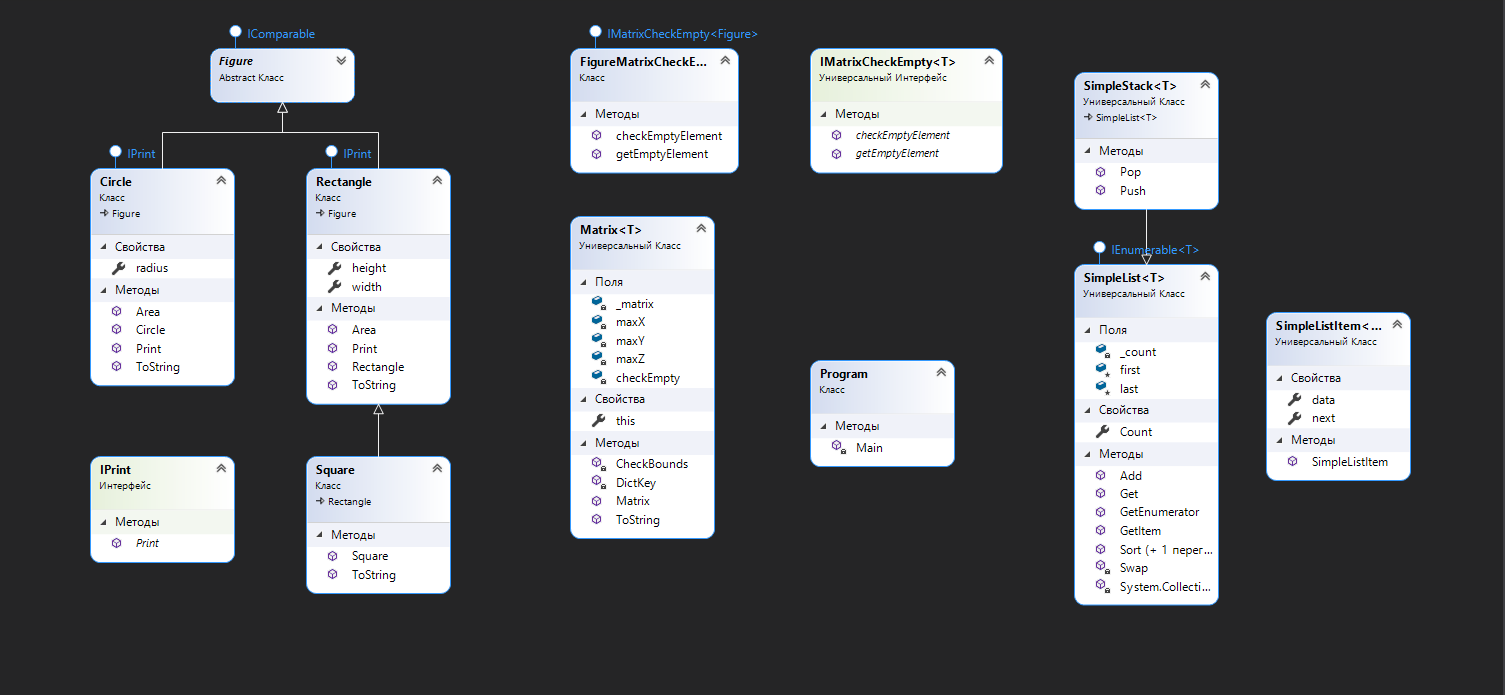 IComparable
Figure
Abstract Класс
IPrint
Circle
Класс
Figure
Свойства
radius
Методы
Area
Circle
Print
ToString
IPrint
Rectangle
Класс
Figure
Свойства
height
width
Методы
Area
Print
Rectangle
ToString
IPrint
Интерфейс
Методы
Print
Square
Класс
Rectangle
Методы
Square
ToString
IMatrixCheckEmpty<Figure>
FigureMatrixCheckE...
Класс
Методы
checkEmptyElement
getEmptyElement
IMatrixCheckEmpty<T>
Универсальный Интерфейс
Методы
checkEmptyElement
getEmptyElement
Matrix<T>
Универсальный Класс
Поля
_matrix
maxX
maxY
maxZ
checkEmpty
Свойства
this
Методы
CheckBounds
DictKey
Matrix
ToString
Program
Класс
Методы
Main
SimpleStack<T>
Универсальный Класс
SimpleList<T>
Методы
Pop
Push
IEnumerable<T>
SimpleList<T>
Универсальный Класс
Поля
_count
first
last
Свойства
Count
Методы
Add
Get
GetEnumerator
GetItem
Sort (+ 1 перег...
Swap
System.Collecti...
SimpleListItem<...
Универсальный Класс
Свойства
data
next
Методы
SimpleListItem